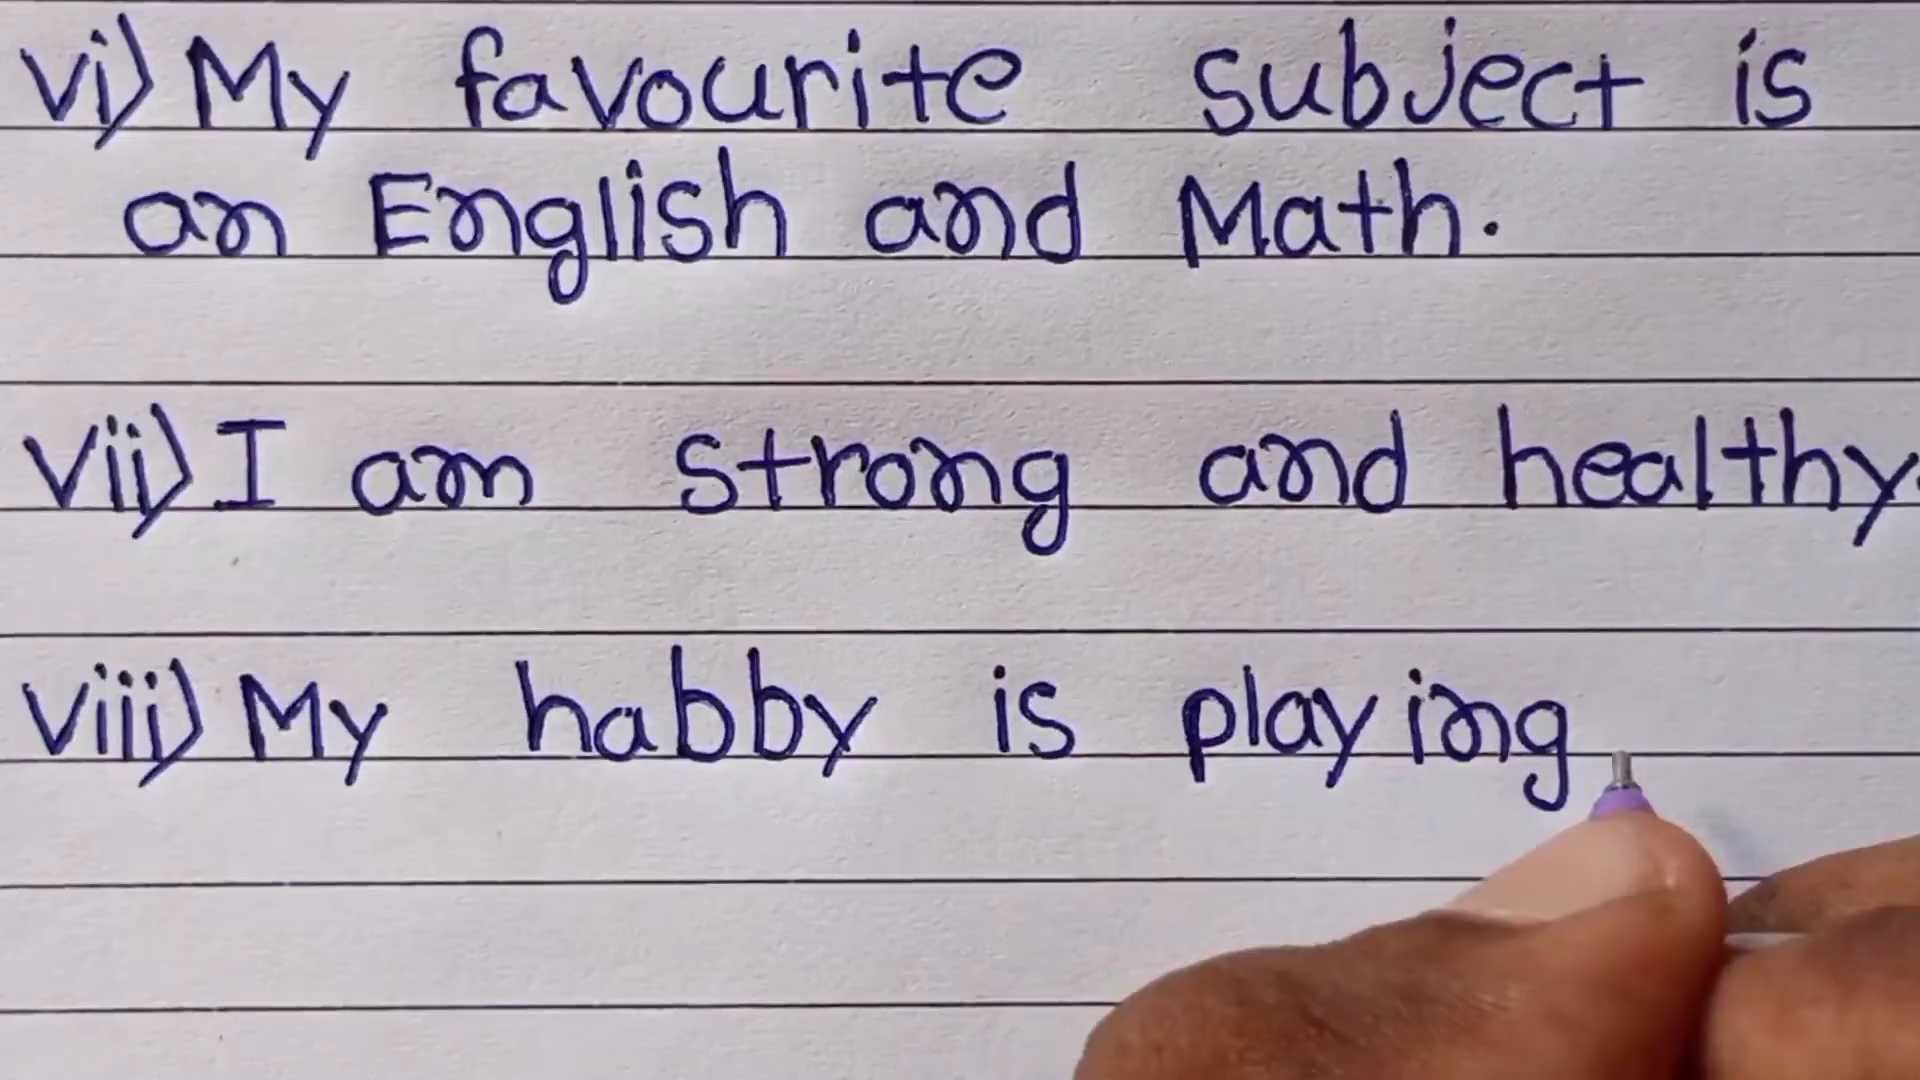 vi) My favourite subject is
an English and Math.
vii) I am strong and healthy.
viii) My habby is playing